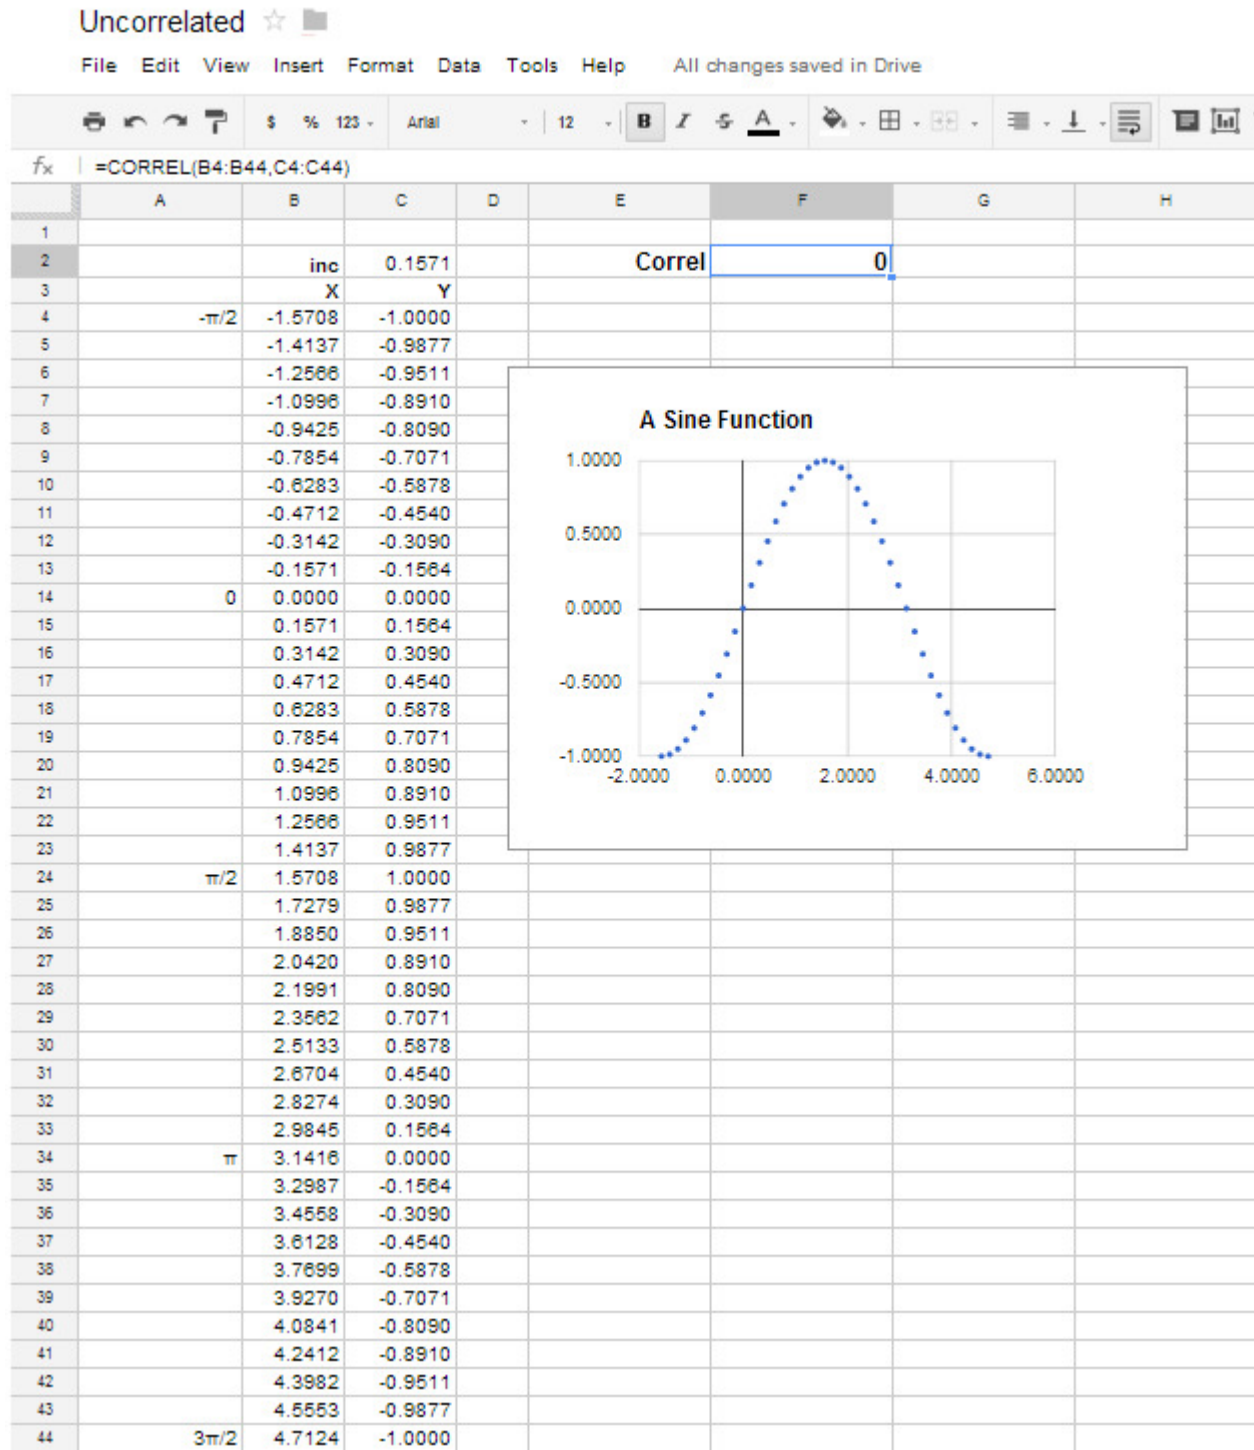 Uncorrelated
File Edit View Insert Format Data Tools Help All changes saved in Drive
$ % 123 Arial 12 B I S A
fx =CORREL(B4:B44,C4:C44)
A B C D E F G H
1
2 inc 0.1571 Correl 0
3 X Y
4 -π/2 -1.5708 -1.0000
5 -1.4137 -0.9877
6 -1.2566 -0.9511
7 -1.0996 -0.8910
8 -0.9425 -0.8090
9 -0.7854 -0.7071
10 -0.6283 -0.5878
11 -0.4712 -0.4540
12 -0.3142 -0.3090
13 -0.1571 -0.1564
14 0 0.0000 0.0000
15 0.1571 0.1564
16 0.3142 0.3090
17 0.4712 0.4540
18 0.6283 0.5878
19 0.7854 0.7071
20 0.9425 0.8090
21 1.0996 0.8910
22 1.2566 0.9511
23 1.4137 0.9877
24 π/2 1.5708 1.0000
25 1.7279 0.9877
26 1.8850 0.9511
27 2.0420 0.8910
28 2.1991 0.8090
29 2.3562 0.7071
30 2.5133 0.5878
31 2.6704 0.4540
32 2.8274 0.3090
33 2.9845 0.1564
34 π 3.1416 0.0000
35 3.2987 -0.1564
36 3.4558 -0.3090
37 3.6128 -0.4540
38 3.7699 -0.5878
39 3.9270 -0.7071
40 4.0841 -0.8090
41 4.2412 -0.8910
42 4.3982 -0.9511
43 4.5553 -0.9877
44 3π/2 4.7124 -1.0000
A Sine Function
1.0000
0.5000
0.0000
-0.5000
-1.0000
-2.0000 0.0000 2.0000 4.0000 6.0000